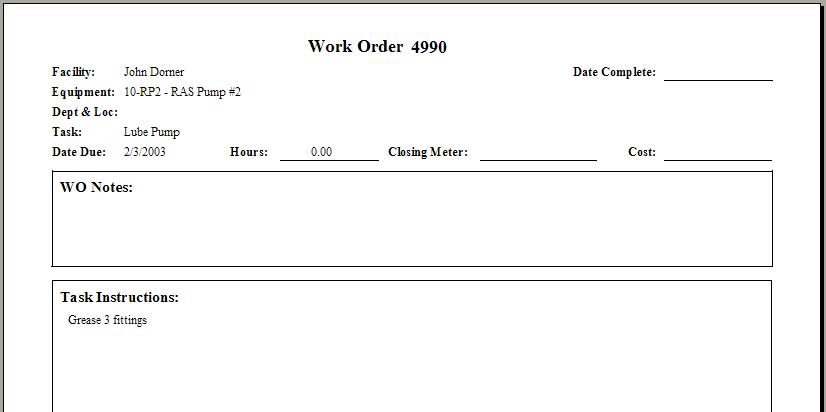 Work Order 4990
Facility: John Dorner Date Complete:
Equipment: 10-RP2 - RAS Pump #2
Dept & Loc:
Task: Lube Pump
Date Due: 2/3/2003 Hours: 0.00 Closing Meter: Cost:
WO Notes:
Task Instructions:
Grease 3 fittings